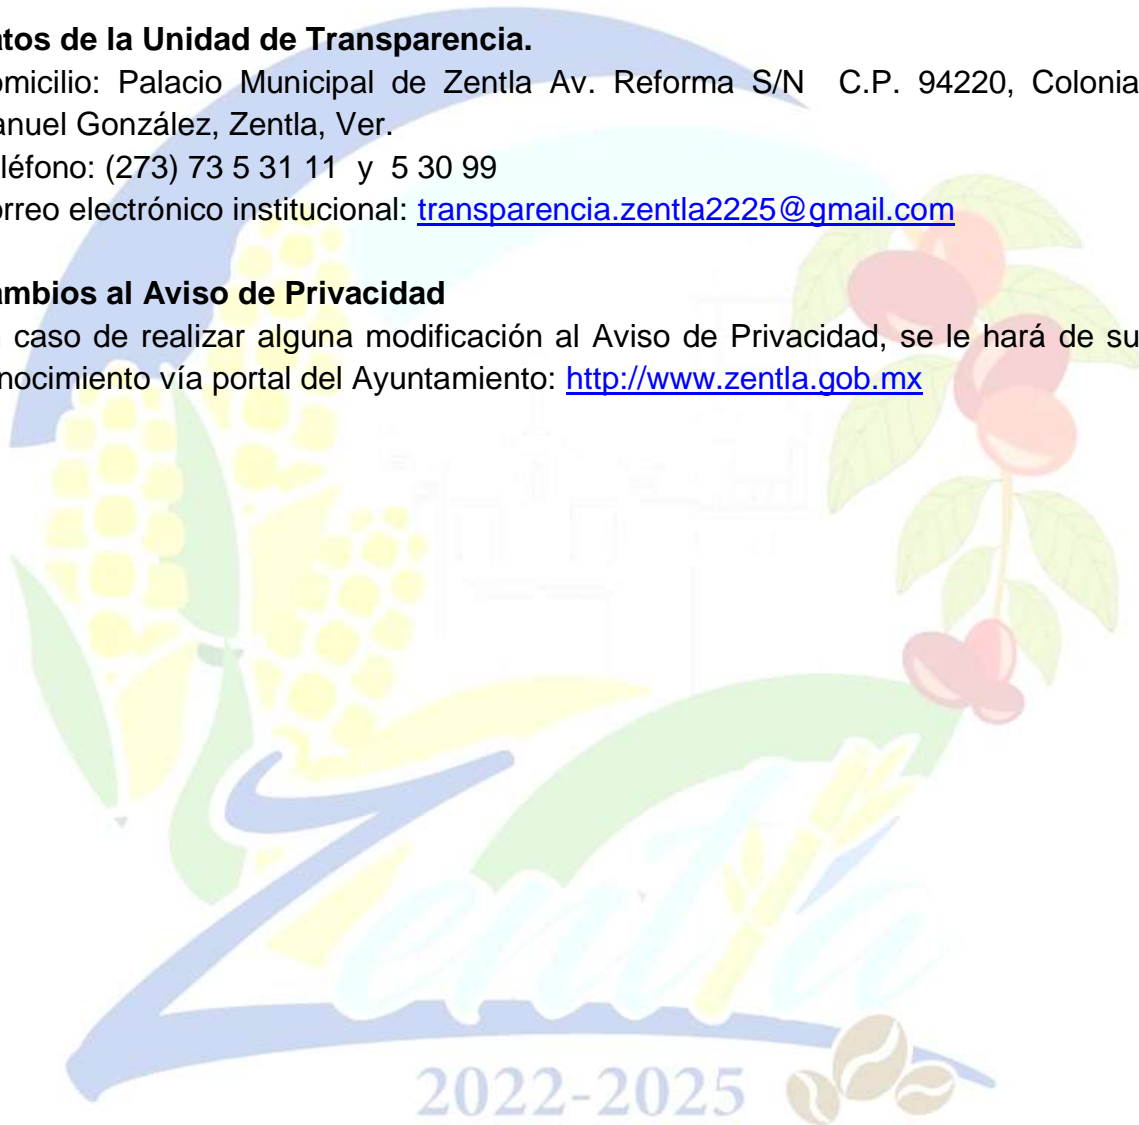 atos de la Unidad de Transparencia.
omicilio: Palacio Municipal de Zentla Av. Reforma S/N C.P. 94220, Colonia
anuel González, Zentla, Ver.
léfono: (273) 73 5 31 11 y 5 30 99
orreo electrónico institucional: transparencia.zentla2225@gmail.com
ambios al Aviso de Privacidad
caso de realizar alguna modificación al Aviso de Privacidad, se le hará de su
nocimiento vía portal del Ayuntamiento: http://www.zentla.gob.mx
Zentla
2022-2025